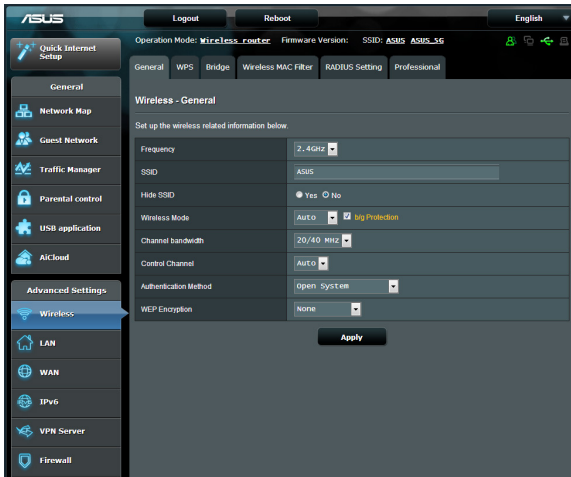 ASUS
Logout
Reboot
English
Operation Mode: Wireless router Firmware Version: SSID: ASUS ASUS_5G
Quick Internet
Setup
General
Network Map
Guest Network
Traffic Manager
Parental control
USB application
AiCloud
Advanced Settings
Wireless
LAN
WAN
IPv6
VPN Server
Firewall
General
WPS
Bridge
Wireless MAC Filter
RADIUS Setting
Professional
Wireless - General
Set up the wireless related information below.
Frequency 2.4GHz
SSID ASUS
Hide SSID Yes No
Wireless Mode Auto b/g Protection
Channel bandwidth 20/40 MHz
Control Channel Auto
Authentication Method Open System
WEP Encryption None
Apply